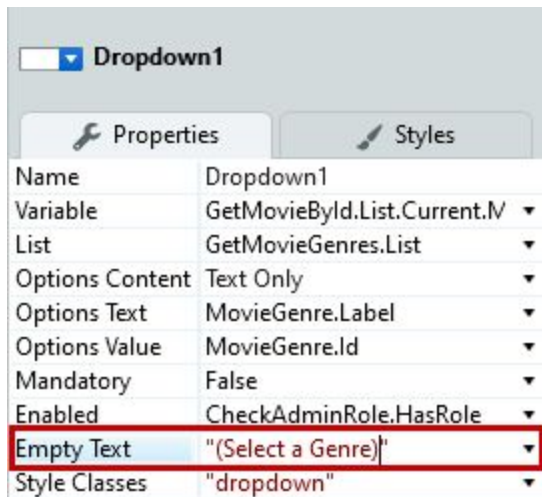 Dropdown1
Properties Styles
Name Dropdown1
Variable GetMovieById.List.Current.M
List GetMovieGenres.List
Options Content Text Only
Options Text MovieGenre.Label
Options Value MovieGenre.Id
Mandatory False
Enabled CheckAdminRole.HasRole
Empty Text "(Select a Genre)"
Style Classes "dropdown"